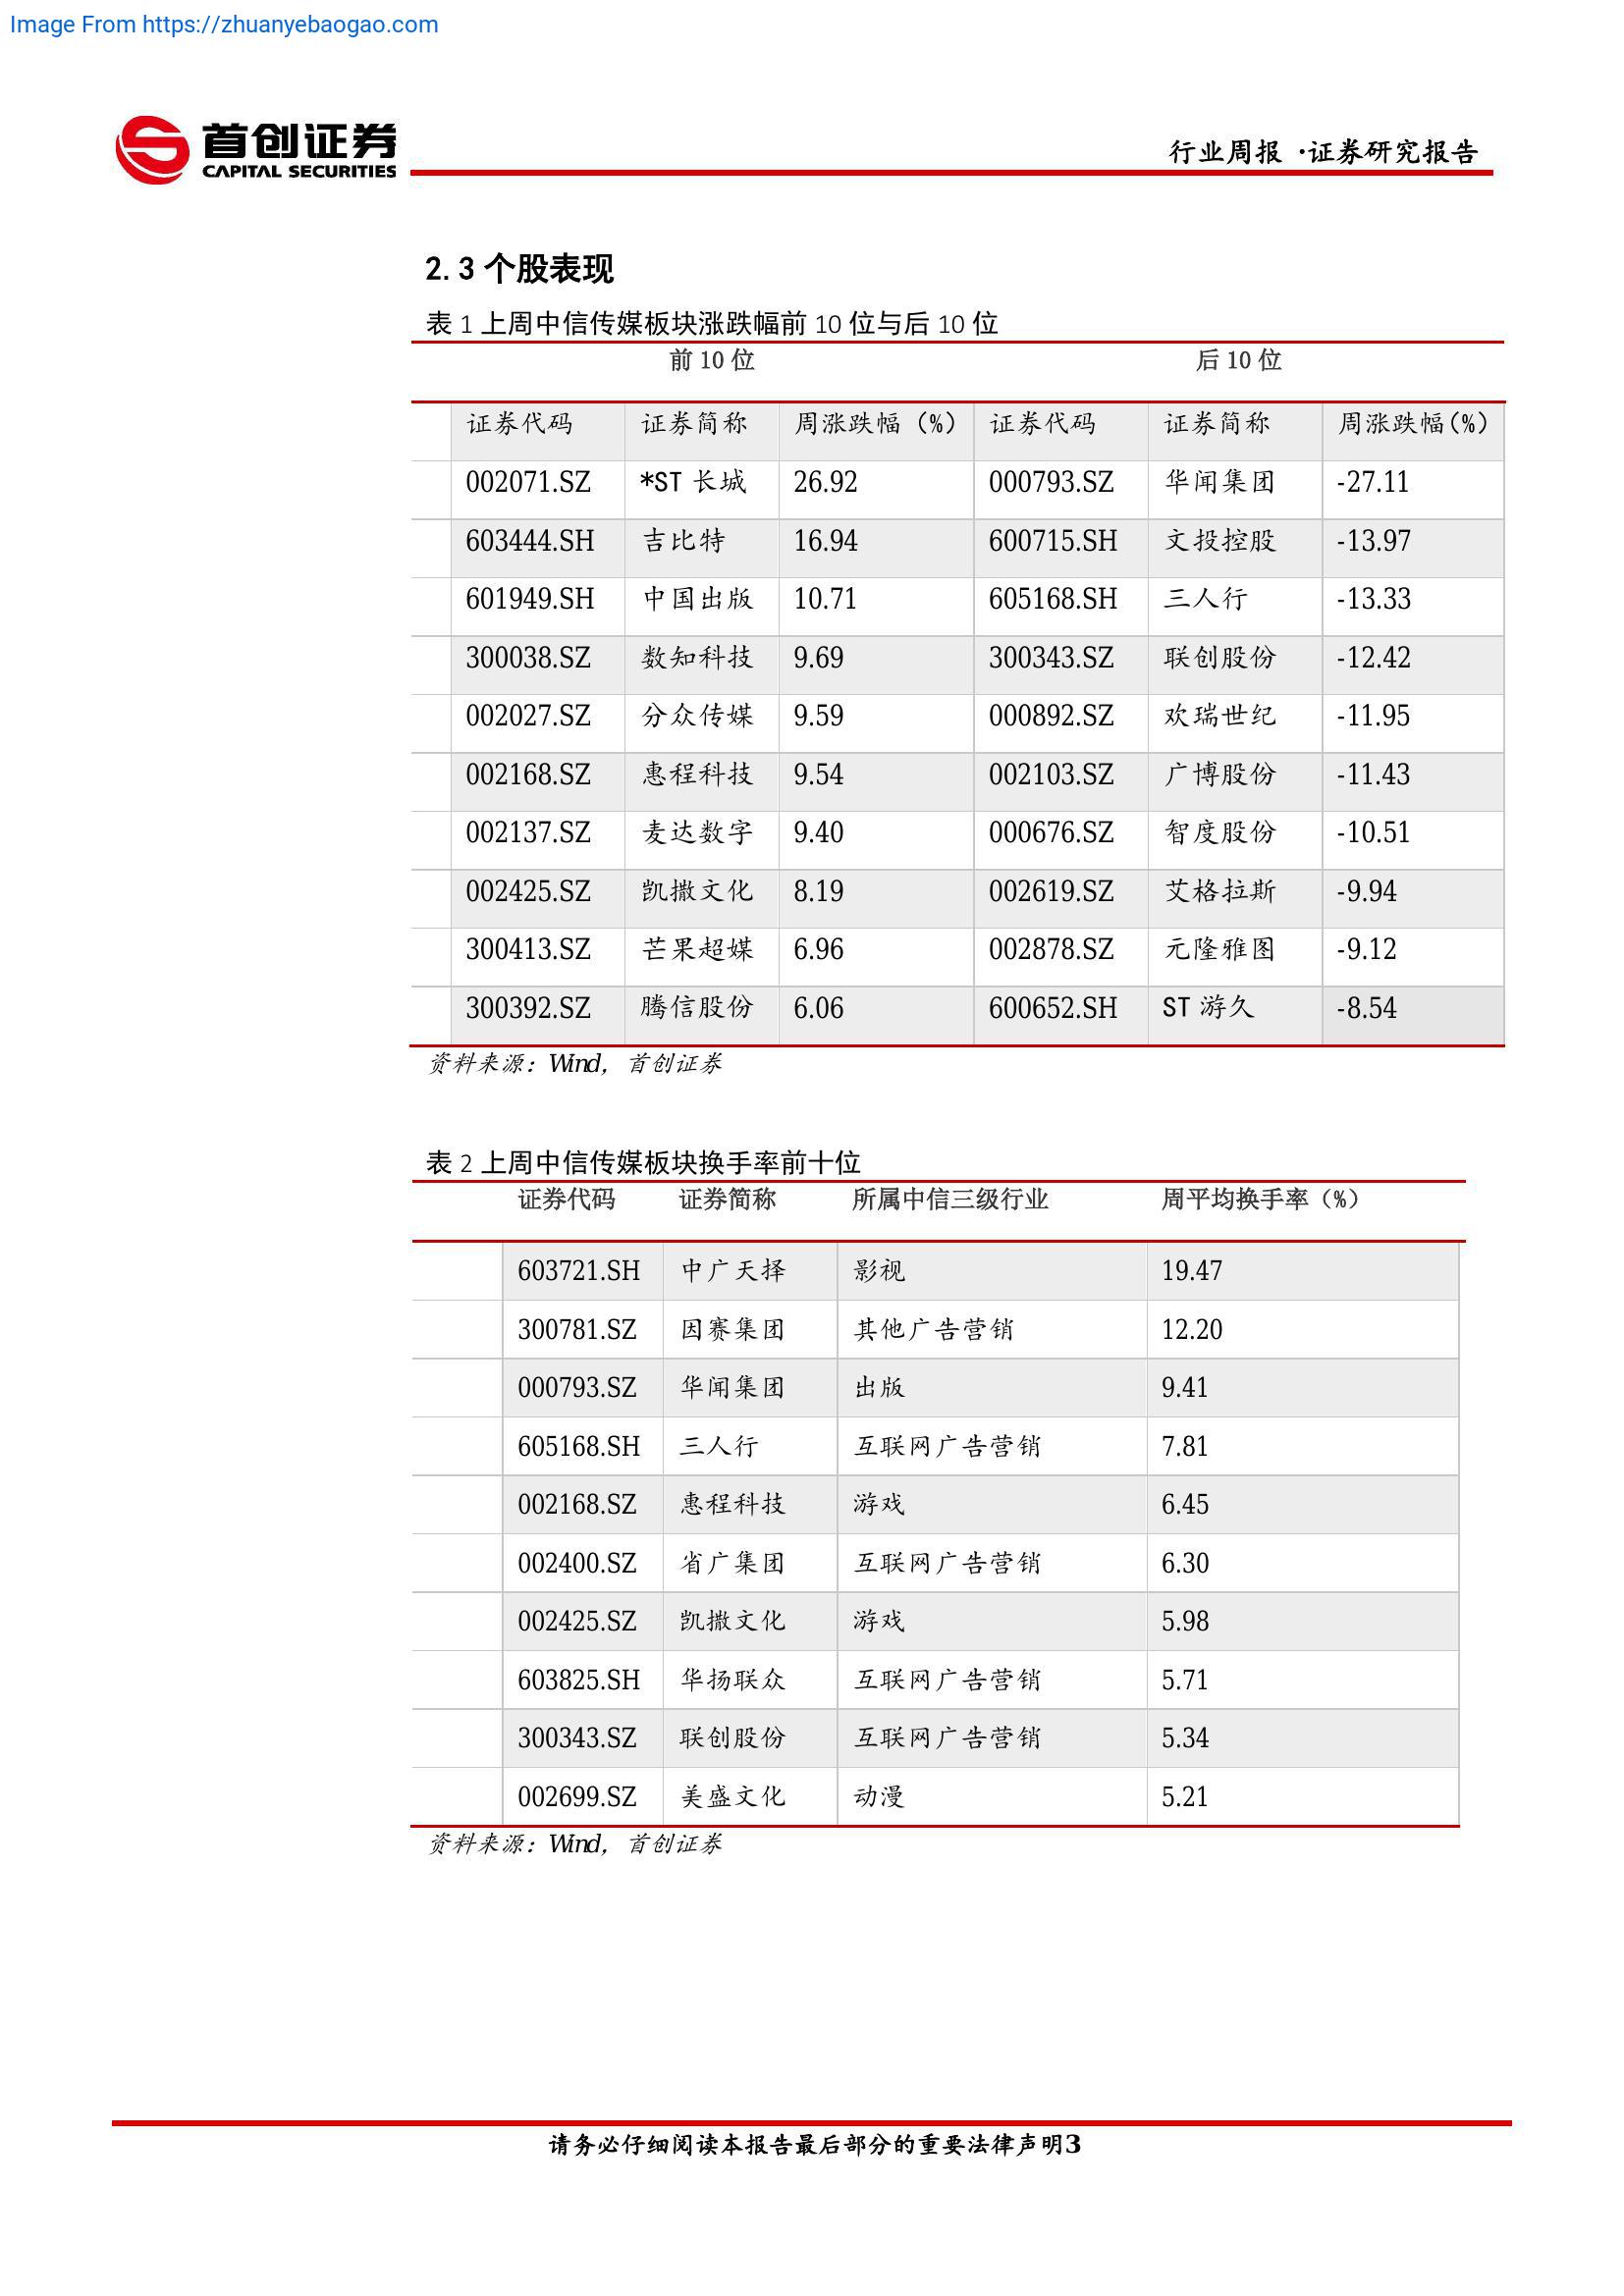 Image From https://zhuanyebaogao.com
首创证券
CAPITAL SECURITIES
行业周报 ·证券研究报告
2.3 个股表现
表 1 上周中信传媒板块涨跌幅前 10 位与后 10 位
前 10 位 后 10 位
证券代码 证券简称 周涨跌幅（%） 证券代码 证券简称 周涨跌幅(%)
002071.SZ *ST 长城 26.92 000793.SZ 华闻集团 -27.11
603444.SH 吉比特 16.94 600715.SH 文投控股 -13.97
601949.SH 中国出版 10.71 605168.SH 三人行 -13.33
300038.SZ 数知科技 9.69 300343.SZ 联创股份 -12.42
002027.SZ 分众传媒 9.59 000892.SZ 欢瑞世纪 -11.95
002168.SZ 惠程科技 9.54 002103.SZ 广博股份 -11.43
002137.SZ 麦达数字 9.40 000676.SZ 智度股份 -10.51
002425.SZ 凯撒文化 8.19 002619.SZ 艾格拉斯 -9.94
300413.SZ 芒果超媒 6.96 002878.SZ 元隆雅图 -9.12
300392.SZ 腾信股份 6.06 600652.SH ST 游久 -8.54
资料来源：Wind，首创证券
表 2 上周中信传媒板块换手率前十位
证券代码 证券简称 所属中信三级行业 周平均换手率（%）
603721.SH 中广天择 影视 19.47
300781.SZ 因赛集团 其他广告营销 12.20
000793.SZ 华闻集团 出版 9.41
605168.SH 三人行 互联网广告营销 7.81
002168.SZ 惠程科技 游戏 6.45
002400.SZ 省广集团 互联网广告营销 6.30
002425.SZ 凯撒文化 游戏 5.98
603825.SH 华扬联众 互联网广告营销 5.71
300343.SZ 联创股份 互联网广告营销 5.34
002699.SZ 美盛文化 动漫 5.21
资料来源：Wind，首创证券
请务必仔细阅读本报告最后部分的重要法律声明3